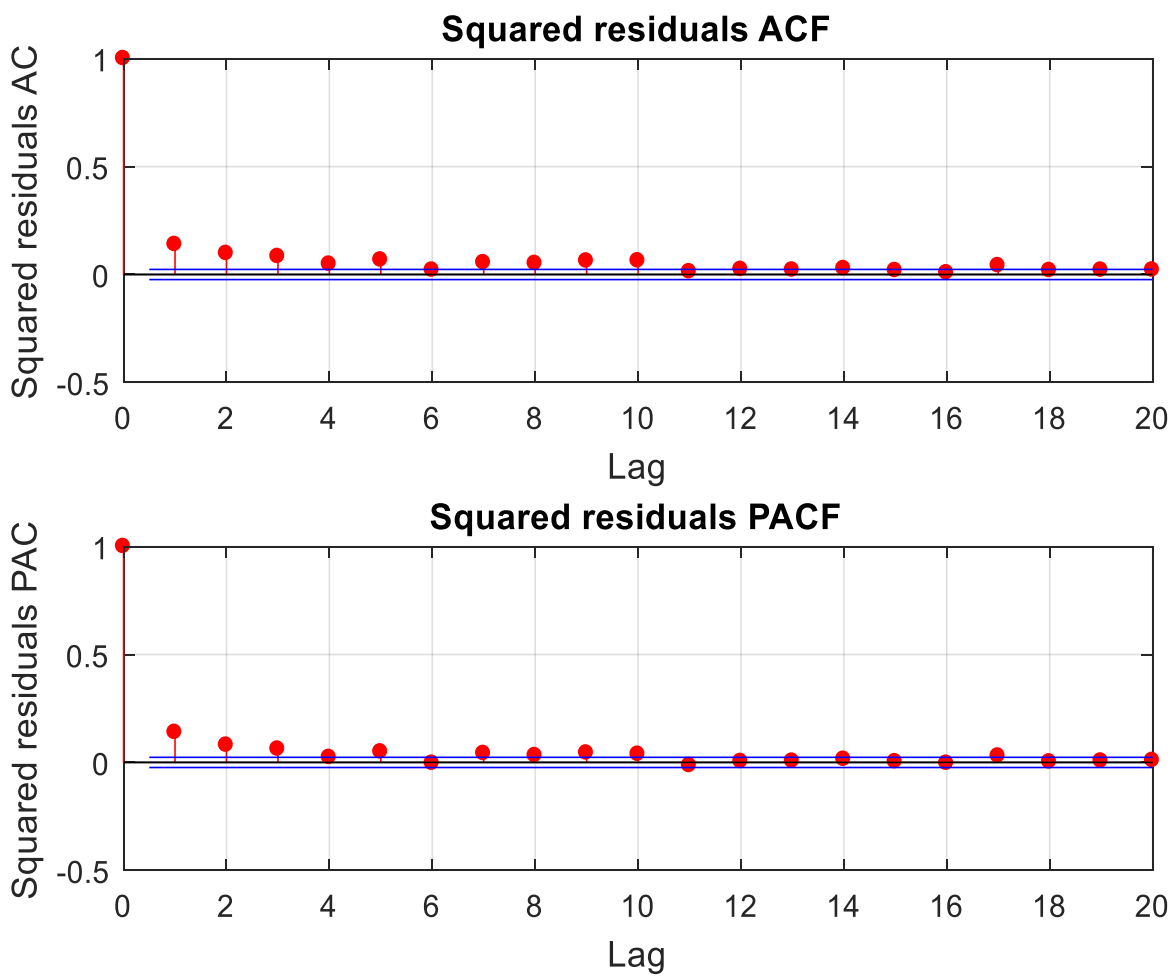 Squared residuals ACF
Squared residuals AC
1
0.5
0
-0.5
0 2 4 6 8 10 12 14 16 18 20
Lag
Squared residuals PACF
Squared residuals PAC
1
0.5
0
-0.5
0 2 4 6 8 10 12 14 16 18 20
Lag